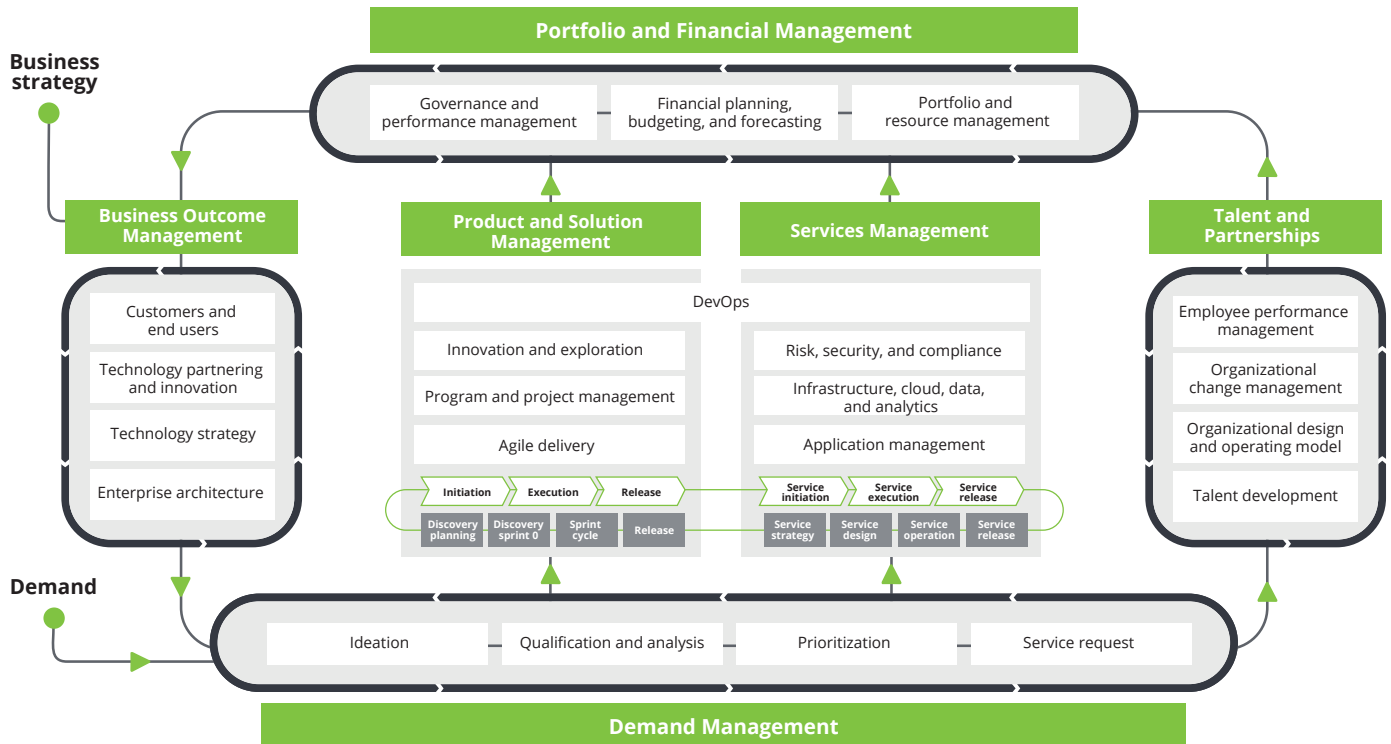 Portfolio and Financial Management
Business
strategy
Governance and
performance management
Financial planning,
budgeting, and forecasting
Portfolio and
resource management
Business Outcome
Management
Product and Solution
Management
Services Management
Talent and
Partnerships
Customers and
end users
Technology partnering
and innovation
Technology strategy
Enterprise architecture
DevOps
Innovation and exploration
Program and project management
Agile delivery
Risk, security, and compliance
Infrastructure, cloud, data,
and analytics
Application management
Initiation
Execution
Release
Service
initiation
Service
execution
Service
release
Discovery
planning
Discovery
sprint 0
Sprint
cycle
Release
Service
strategy
Service
design
Service
operation
Service
release
Employee performance
management
Organizational
change management
Organizational design
and operating model
Talent development
Demand
Ideation
Qualification and analysis
Prioritization
Service request
Demand Management